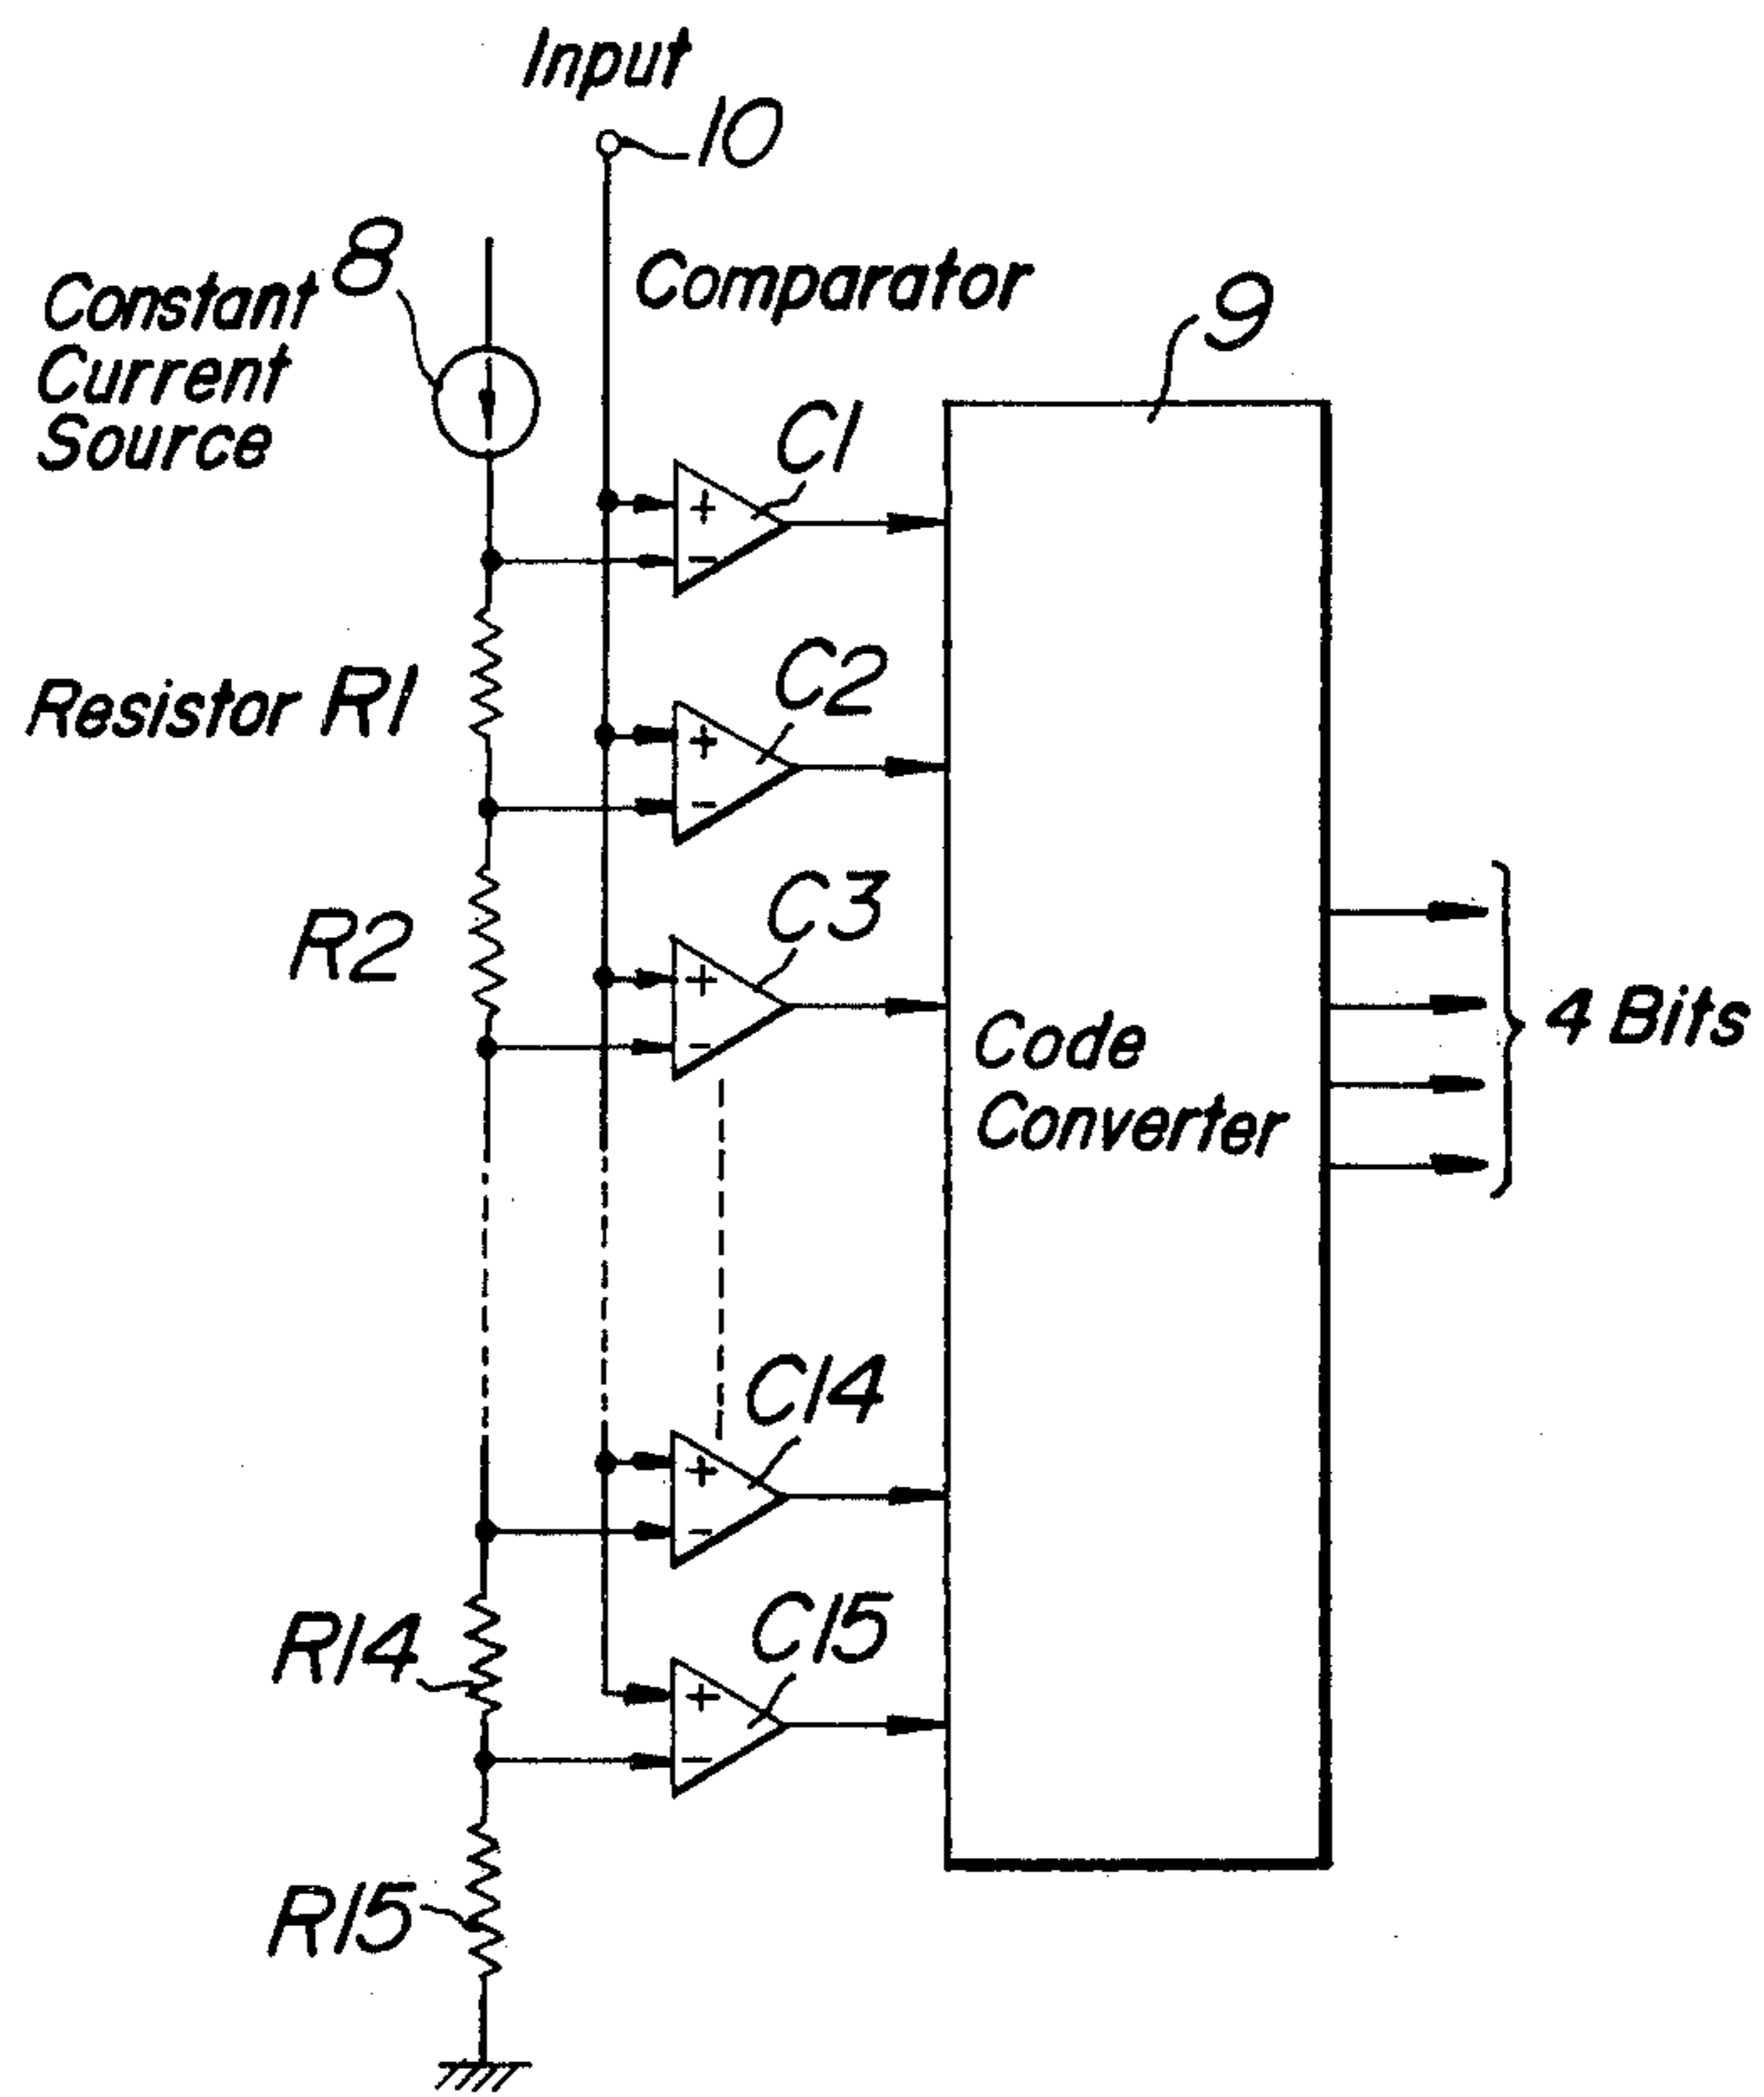 Input
10
8
Constant
Current
Source
Comparator
9
C1
+
-
Resistor R1
C2
+
-
R2
C3
+
-
Code
Converter
4 Bits
C14
+
-
R14
C15
+
-
R15